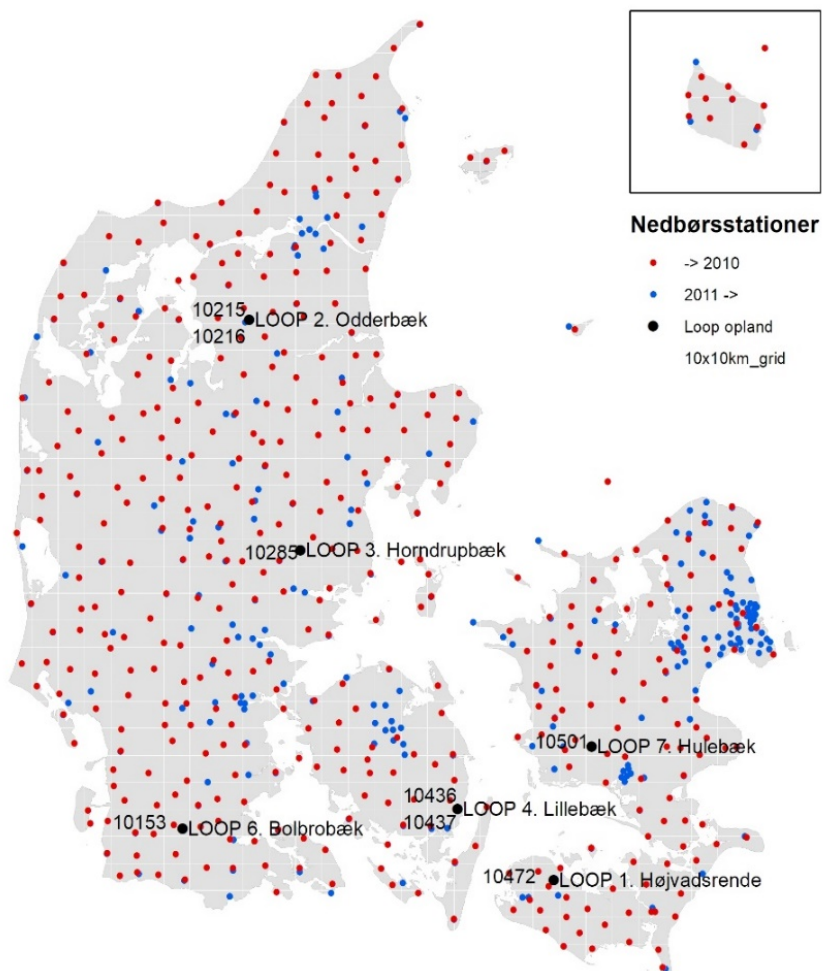 Nedbørsstationer
-> 2010
2011 ->
Loop opland
10x10km_grid
10215
LOOP 2. Odderbæk
10216
10285 LOOP 3. Horndrupbæk
10501 LOOP 7. Hulebæk
10436
LOOP 4. Lillebæk
10437
10153 LOOP 6. Bolbrobæk
10472 LOOP 1. Højvadsrende